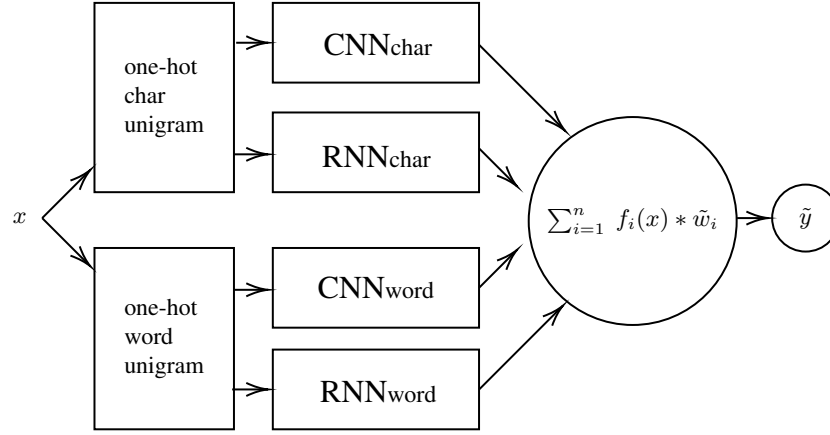 one-hot
char
unigram
CNNchar
RNNchar
x
one-hot
word
unigram
CNNword
RNNword
∑ⁿᵢ₌₁ fᵢ(x) ∗ w̃ᵢ
ỹ